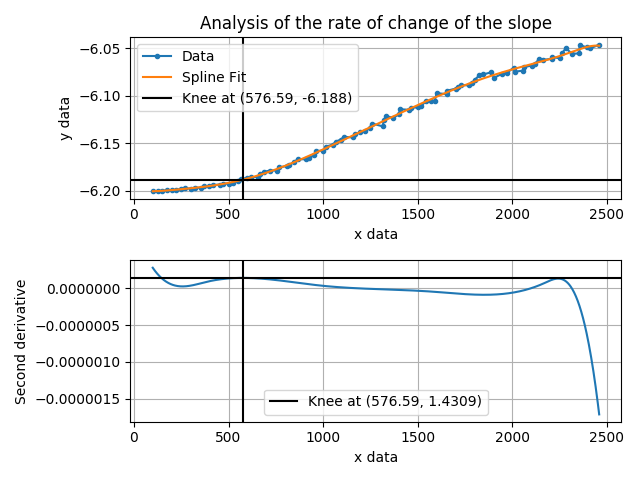 Analysis of the rate of change of the slope
y data
−6.05
−6.10
−6.15
−6.20
Data
Spline Fit
Knee at (576.59, -6.188)
0 500 1000 1500 2000 2500
x data
Second derivative
0.0000000
−0.0000005
−0.0000010
−0.0000015
Knee at (576.59, 1.4309)
0 500 1000 1500 2000 2500
x data